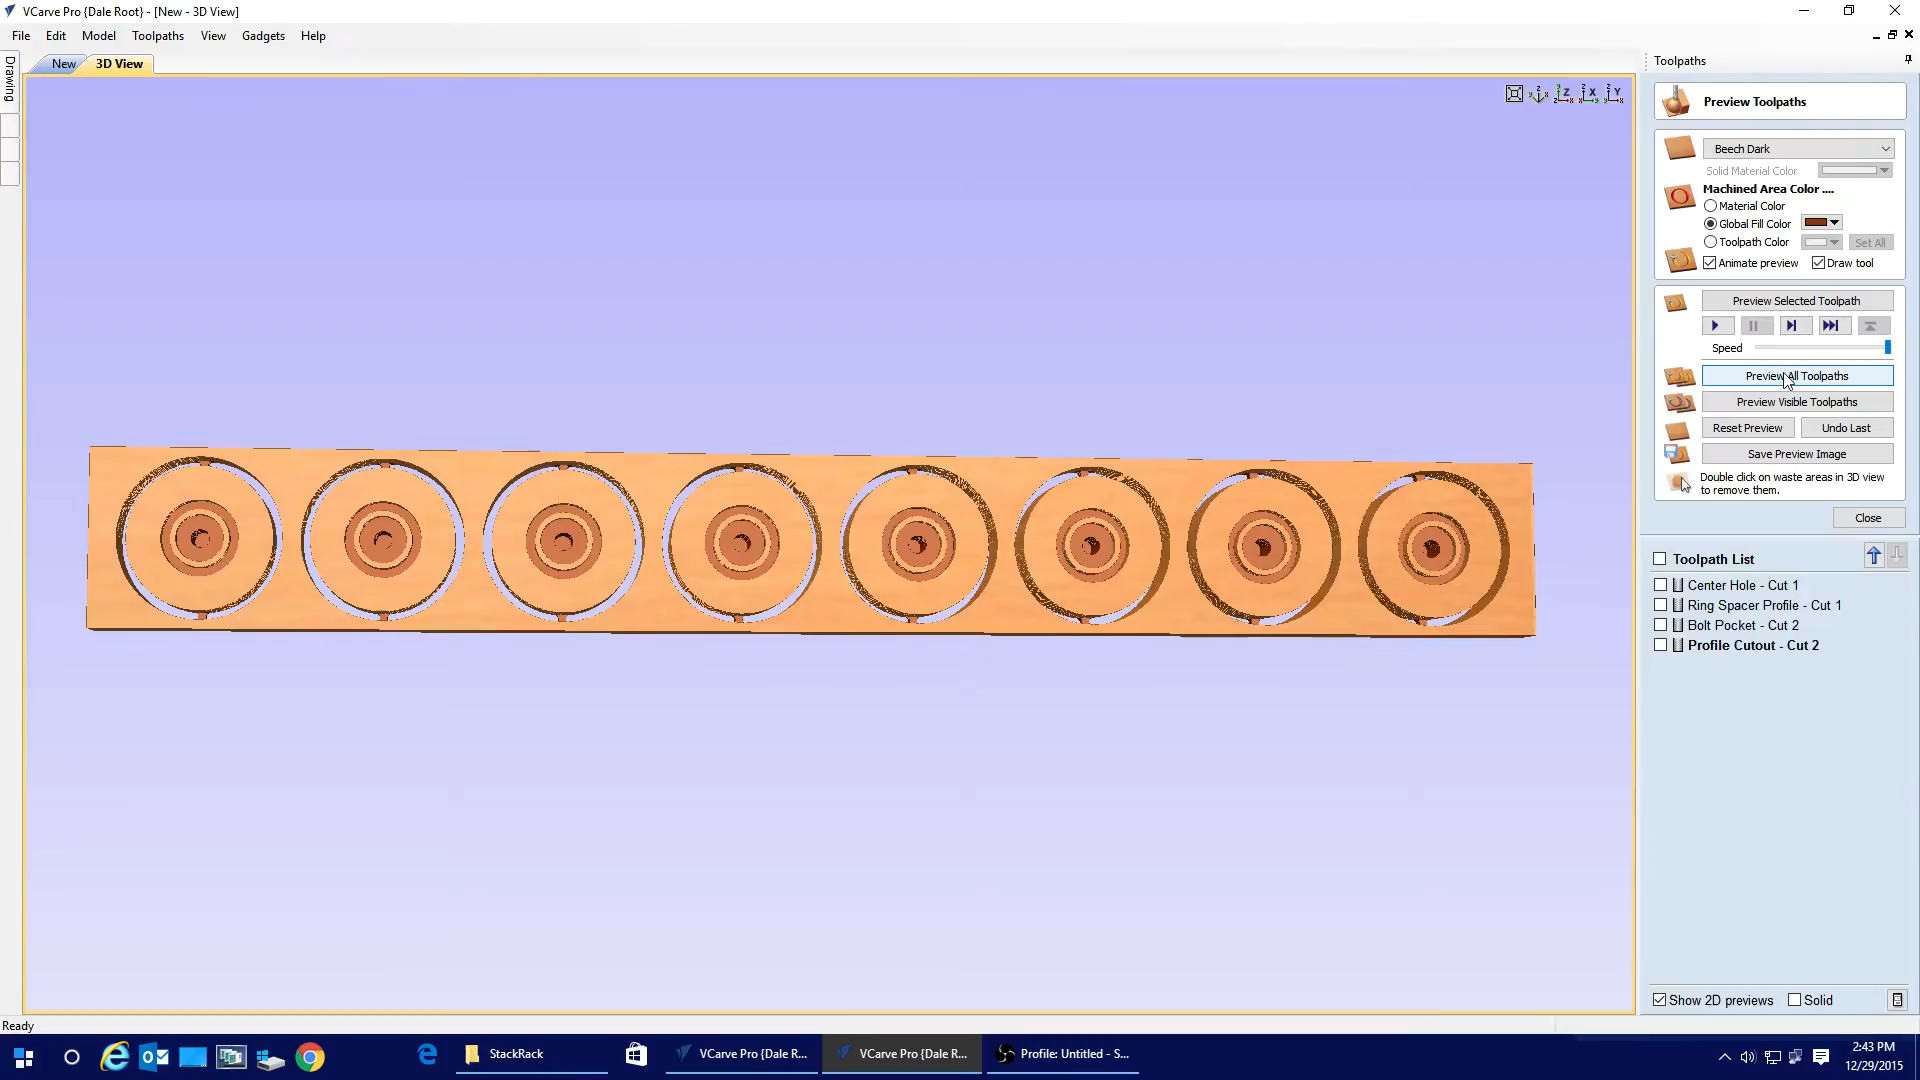 VCarve Pro {Dale Root} - [New - 3D View]
File Edit Model Toolpaths View Gadgets Help
Drawing
New 3D View
Toolpaths
Preview Toolpaths
Beech Dark
Solid Material Color
Machined Area Color ....
Material Color
Global Fill Color
Toolpath Color Set All
Animate preview Draw tool
Preview Selected Toolpath
Speed
Preview All Toolpaths
Preview Visible Toolpaths
Reset Preview Undo Last
Save Preview Image
Double click on waste areas in 3D view
to remove them.
Close
Toolpath List
Center Hole - Cut 1
Ring Spacer Profile - Cut 1
Bolt Pocket - Cut 2
Profile Cutout - Cut 2
Show 2D previews Solid
Ready
StackRack
VCarve Pro {Dale R...
VCarve Pro {Dale R...
Profile: Untitled - S...
2:43 PM
12/29/2015